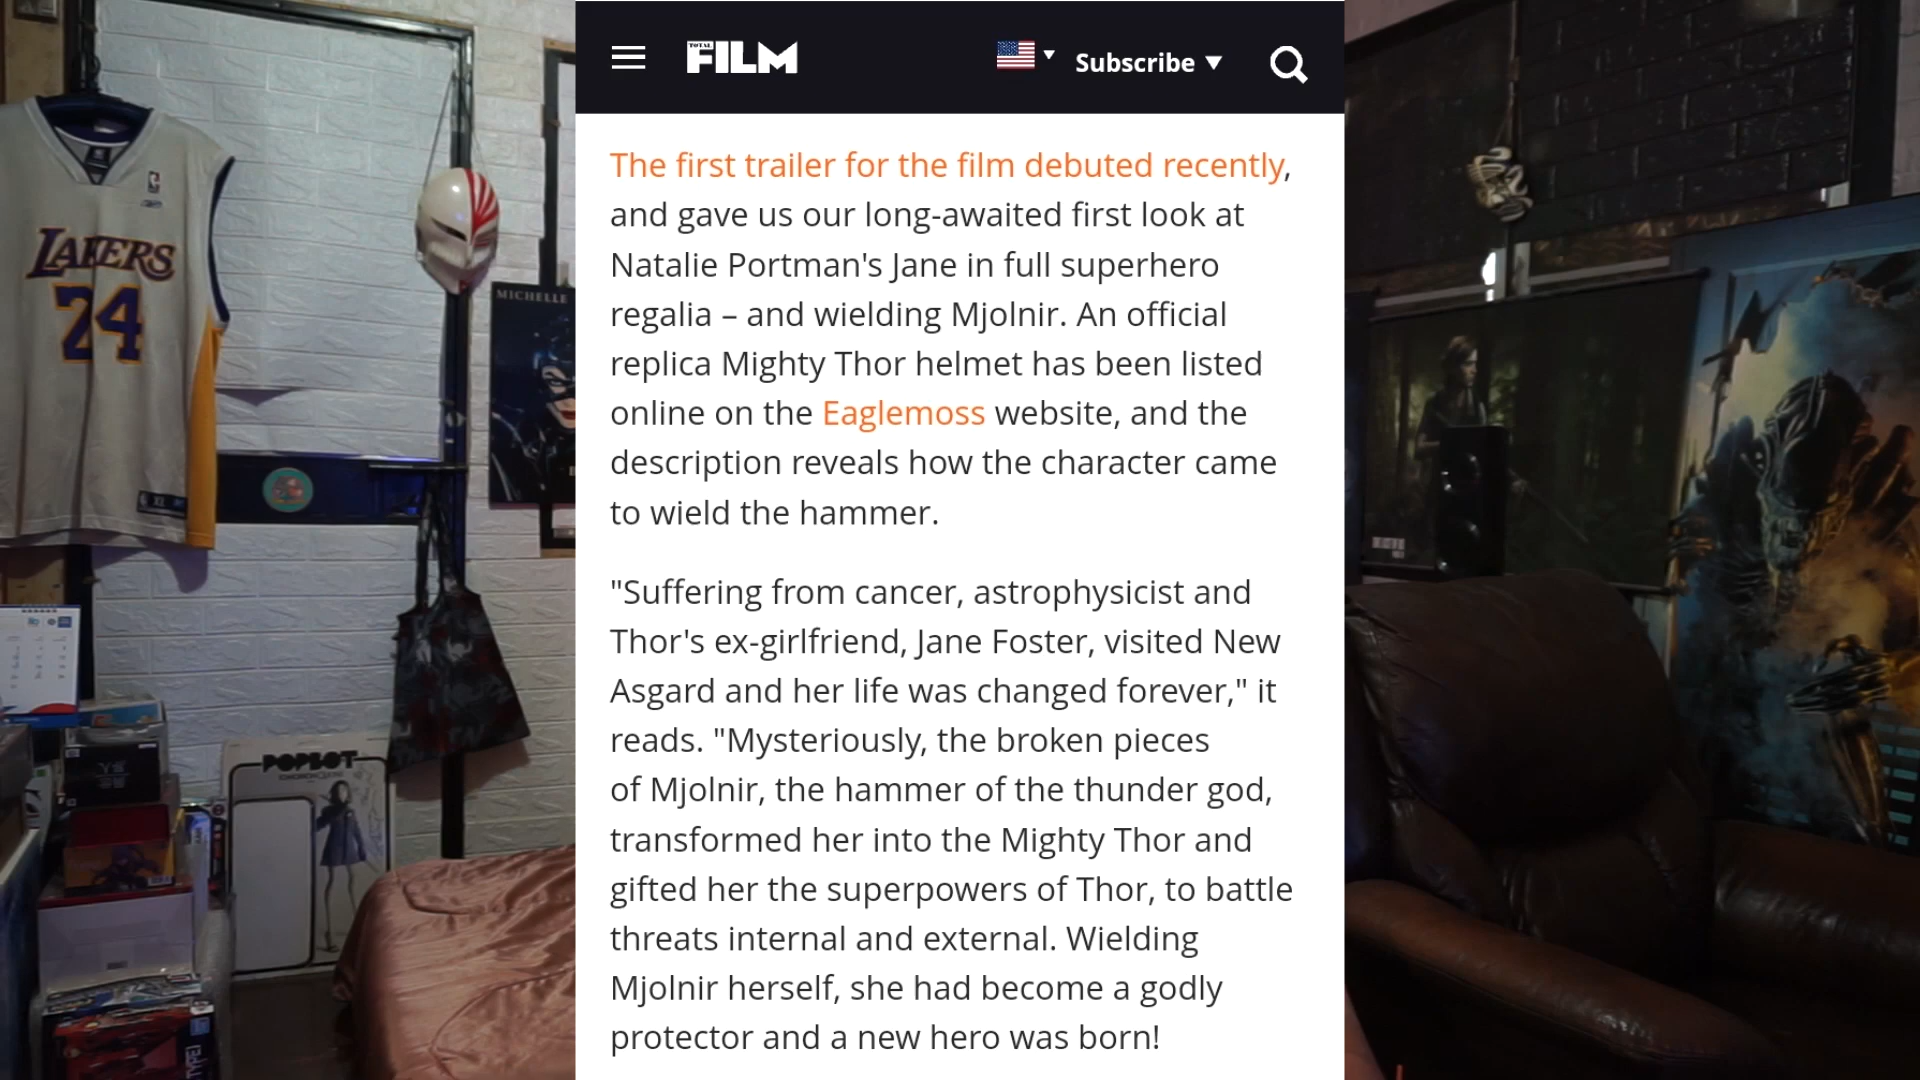 TOTAL FILM
Subscribe
The first trailer for the film debuted recently,
and gave us our long-awaited first look at
Natalie Portman's Jane in full superhero
regalia – and wielding Mjolnir. An official
replica Mighty Thor helmet has been listed
online on the Eaglemoss website, and the
description reveals how the character came
to wield the hammer.
"Suffering from cancer, astrophysicist and
Thor's ex-girlfriend, Jane Foster, visited New
Asgard and her life was changed forever," it
reads. "Mysteriously, the broken pieces
of Mjolnir, the hammer of the thunder god,
transformed her into the Mighty Thor and
gifted her the superpowers of Thor, to battle
threats internal and external. Wielding
Mjolnir herself, she had become a godly
protector and a new hero was born!
LAKERS
24
XL
MICHELLE
POPBOT